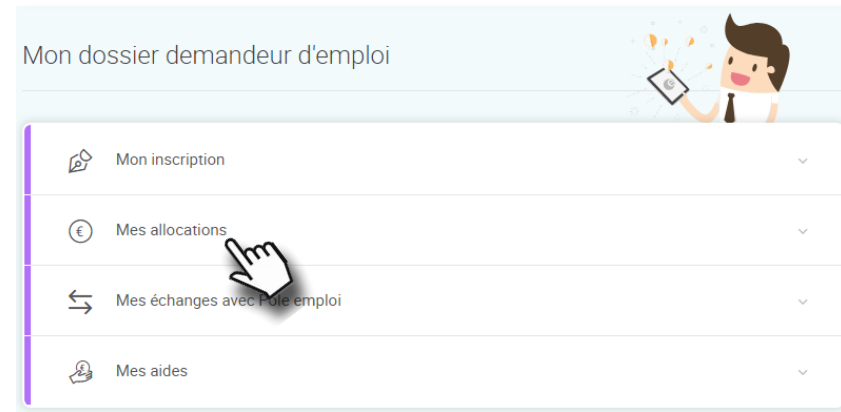 Mon dossier demandeur d'emploi
Mon inscription
Mes allocations
Mes échanges avec Pôle emploi
Mes aides